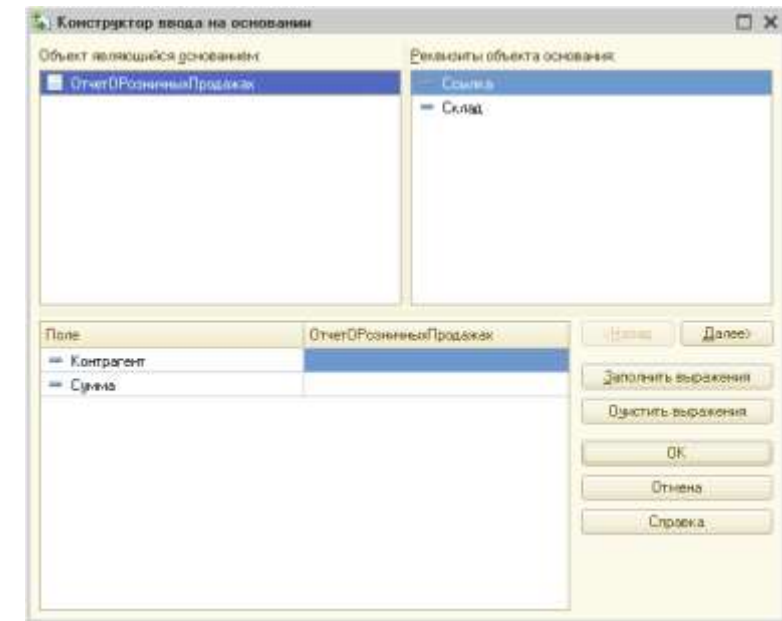 Конструктор ввода на основании
Объект являющийся основанием:
Реквизиты объекта основания:
ОтчетОРозничныхПродажах
Ссылка
Склад
Поле
ОтчетОРозничныхПродажах
Контрагент
Сумма
<Назад
Далее>
Заполнить выражения
Очистить выражения
OK
Отмена
Справка